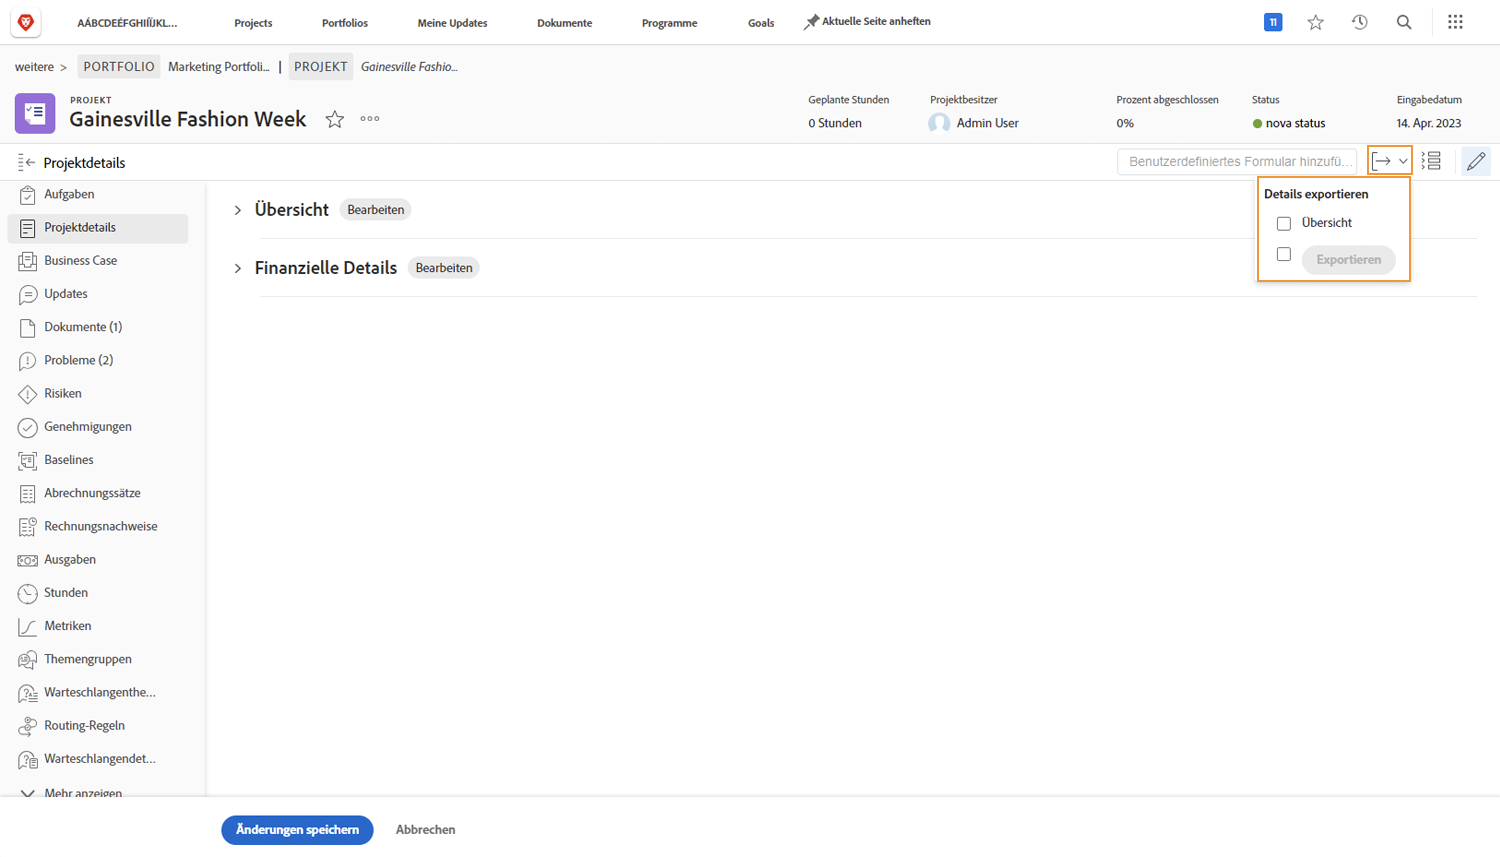 AÁBCDEÉFGHIÍJKL...
Projects
Portfolios
Meine Updates
Dokumente
Programme
Goals
Aktuelle Seite anheften
11
weitere >
PORTFOLIO
Marketing Portfoli...
|
PROJEKT
Gainesville Fashio...
PROJEKT
Gainesville Fashion Week
Geplante Stunden
0 Stunden
Projektbesitzer
Admin User
Prozent abgeschlossen
0%
Status
nova status
Eingabedatum
14. Apr. 2023
Projektdetails
Benutzerdefiniertes Formular hinzufü...
Details exportieren
Übersicht
Exportieren
Aufgaben
Projektdetails
Business Case
Updates
Dokumente (1)
Probleme (2)
Risiken
Genehmigungen
Baselines
Abrechnungssätze
Rechnungsnachweise
Ausgaben
Stunden
Metriken
Themengruppen
Warteschlangenthe...
Routing-Regeln
Warteschlangendet...
Mehr anzeigen
Übersicht
Bearbeiten
Finanzielle Details
Bearbeiten
Änderungen speichern
Abbrechen